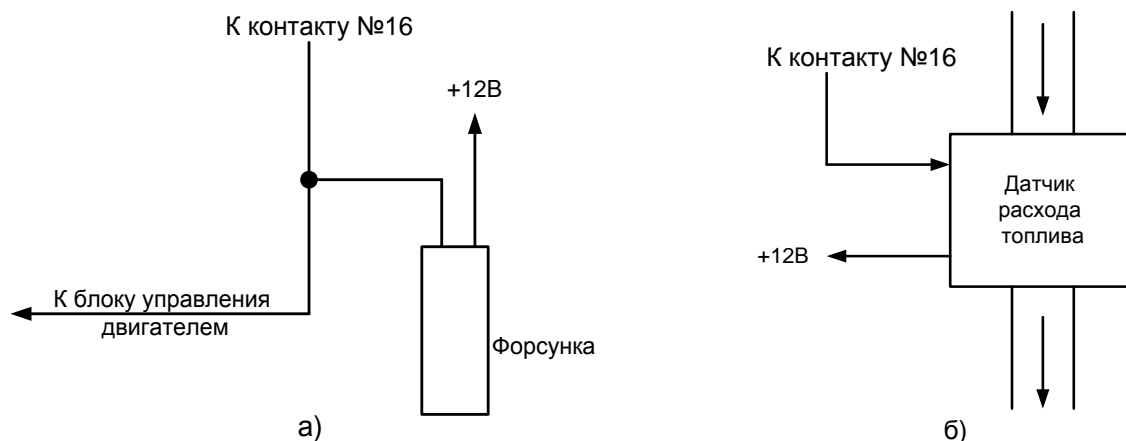 К контакту №16
+12В
К блоку управления
двигателем
Форсунка
а)
К контакту №16
Датчик
расхода
топлива
+12В
б)